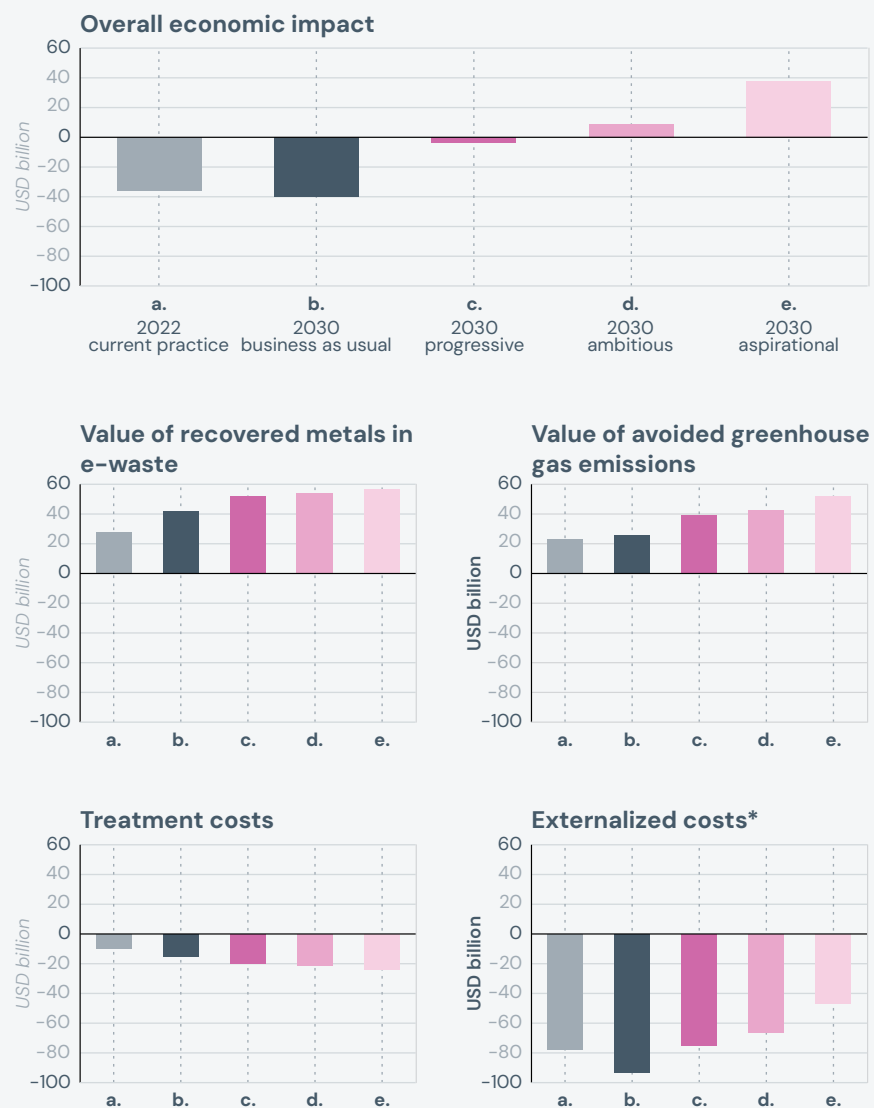 Overall economic impact
60
40
20
0
-20
-40
-60
-80
-100
USD billion
a.
2022
current practice
b.
2030
business as usual
c.
2030
progressive
d.
2030
ambitious
e.
2030
aspirational
Value of recovered metals in
e-waste
60
40
20
0
-20
-40
-60
-80
-100
USD billion
a. b. c. d. e.
Value of avoided greenhouse
gas emissions
60
40
20
0
-20
-40
-60
-80
-100
USD billion
a. b. c. d. e.
Treatment costs
60
40
20
0
-20
-40
-60
-80
-100
USD billion
a. b. c. d. e.
Externalized costs*
60
40
20
0
-20
-40
-60
-80
-100
USD billion
a. b. c. d. e.